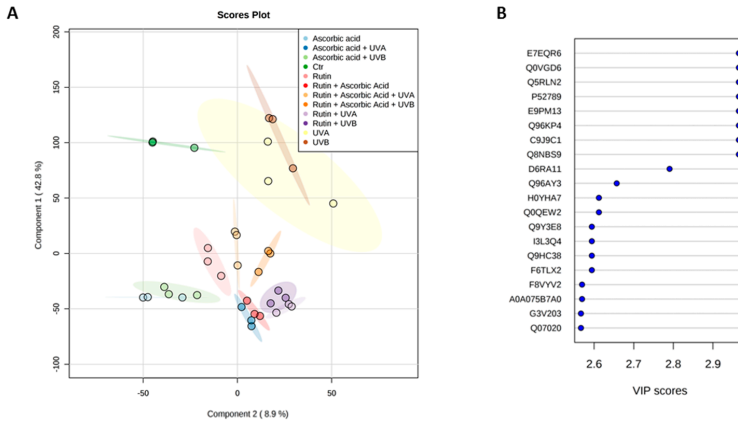 A
Scores Plot
200
150
100
50
0
-50
-100
Component 1 ( 42.8 %)
-50
0
50
Component 2 ( 8.9 %)
Ascorbic acid
Ascorbic acid + UVA
Ascorbic acid + UVB
Ctr
Rutin
Rutin + Ascorbic Acid
Rutin + Ascorbic Acid + UVA
Rutin + Ascorbic Acid + UVB
Rutin + UVA
Rutin + UVB
UVA
UVB
B
E7EQR6
Q0VGD6
Q5RLN2
P52789
E9PM13
Q96KP4
C9J9C1
Q8NBS9
D6RA11
Q96AY3
H0YHA7
Q0QEW2
Q9Y3E8
I3L3Q4
Q9HC38
F6TLX2
F8VYV2
A0A075B7A0
G3V203
Q07020
2.6
2.7
2.8
2.9
VIP scores